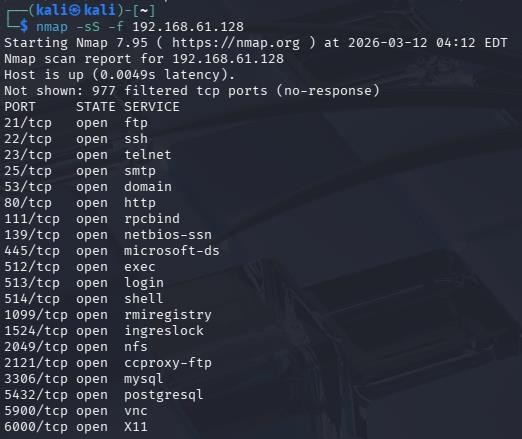 ┌──(kali㉿kali)-[~]
└─$ nmap -sS -f 192.168.61.128
Starting Nmap 7.95 ( https://nmap.org ) at 2026-03-12 04:12 EDT
Nmap scan report for 192.168.61.128
Host is up (0.0049s latency).
Not shown: 977 filtered tcp ports (no-response)
PORT     STATE SERVICE
21/tcp   open  ftp
22/tcp   open  ssh
23/tcp   open  telnet
25/tcp   open  smtp
53/tcp   open  domain
80/tcp   open  http
111/tcp  open  rpcbind
139/tcp  open  netbios-ssn
445/tcp  open  microsoft-ds
512/tcp  open  exec
513/tcp  open  login
514/tcp  open  shell
1099/tcp open  rmiregistry
1524/tcp open  ingreslock
2049/tcp open  nfs
2121/tcp open  ccproxy-ftp
3306/tcp open  mysql
5432/tcp open  postgresql
5900/tcp open  vnc
6000/tcp open  X11